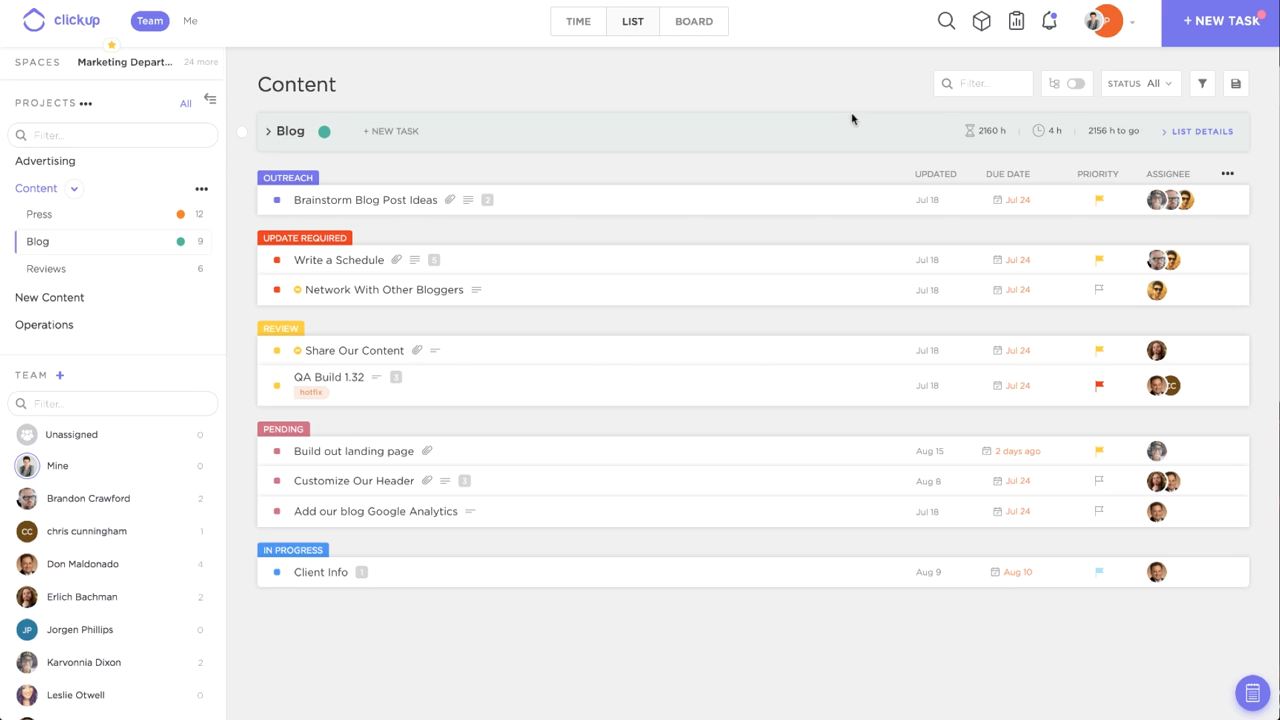 clickup Team Me TIME LIST BOARD P + NEW TASK
SPACES Marketing Depart... 24 more
PROJECTS ••• All
Filter...
Advertising
Content
Press 12
Blog 9
Reviews 6
New Content
Operations
TEAM +
Filter...
Unassigned 0
Mine 0
Brandon Crawford 2
CC chris cunningham 1
Don Maldonado 4
Erlich Bachman 2
JP Jorgen Phillips 0
Karvonnia Dixon 2
Leslie Otwell 0
Content Filter... STATUS All
> Blog + NEW TASK 2160 h 4 h 2156 h to go > LIST DETAILS
OUTREACH UPDATED DUE DATE PRIORITY ASSIGNEE •••
Brainstorm Blog Post Ideas 2 Jul 18 Jul 24
UPDATE REQUIRED
Write a Schedule 5 Jul 18 Jul 24
Network With Other Bloggers Jul 18 Jul 24
REVIEW
Share Our Content Jul 18 Jul 24
QA Build 1.32 3 Jul 18 Jul 24 CC
hotfix
PENDING
Build out landing page Aug 15 2 days ago
Customize Our Header 3 Aug 8 Jul 24
Add our blog Google Analytics Jul 18 Jul 24
IN PROGRESS
Client Info 1 Aug 9 Aug 10